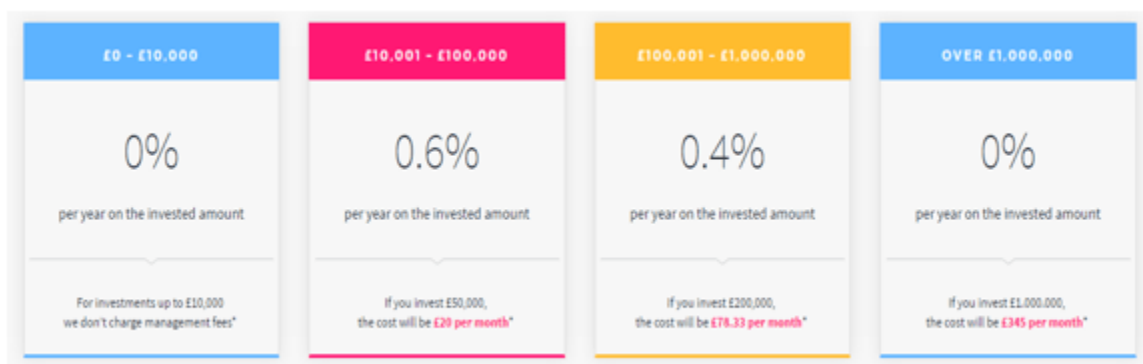 £0 - £10,000
0%
per year on the invested amount
For investments up to £10,000
we don't charge management fees*
£10,001 - £100,000
0.6%
per year on the invested amount
If you invest £50,000,
the cost will be £20 per month*
£100,001 - £1,000,000
0.4%
per year on the invested amount
If you invest £200,000,
the cost will be £78.33 per month*
OVER £1,000,000
0%
per year on the invested amount
If you invest £1.000.000,
the cost will be £345 per month*